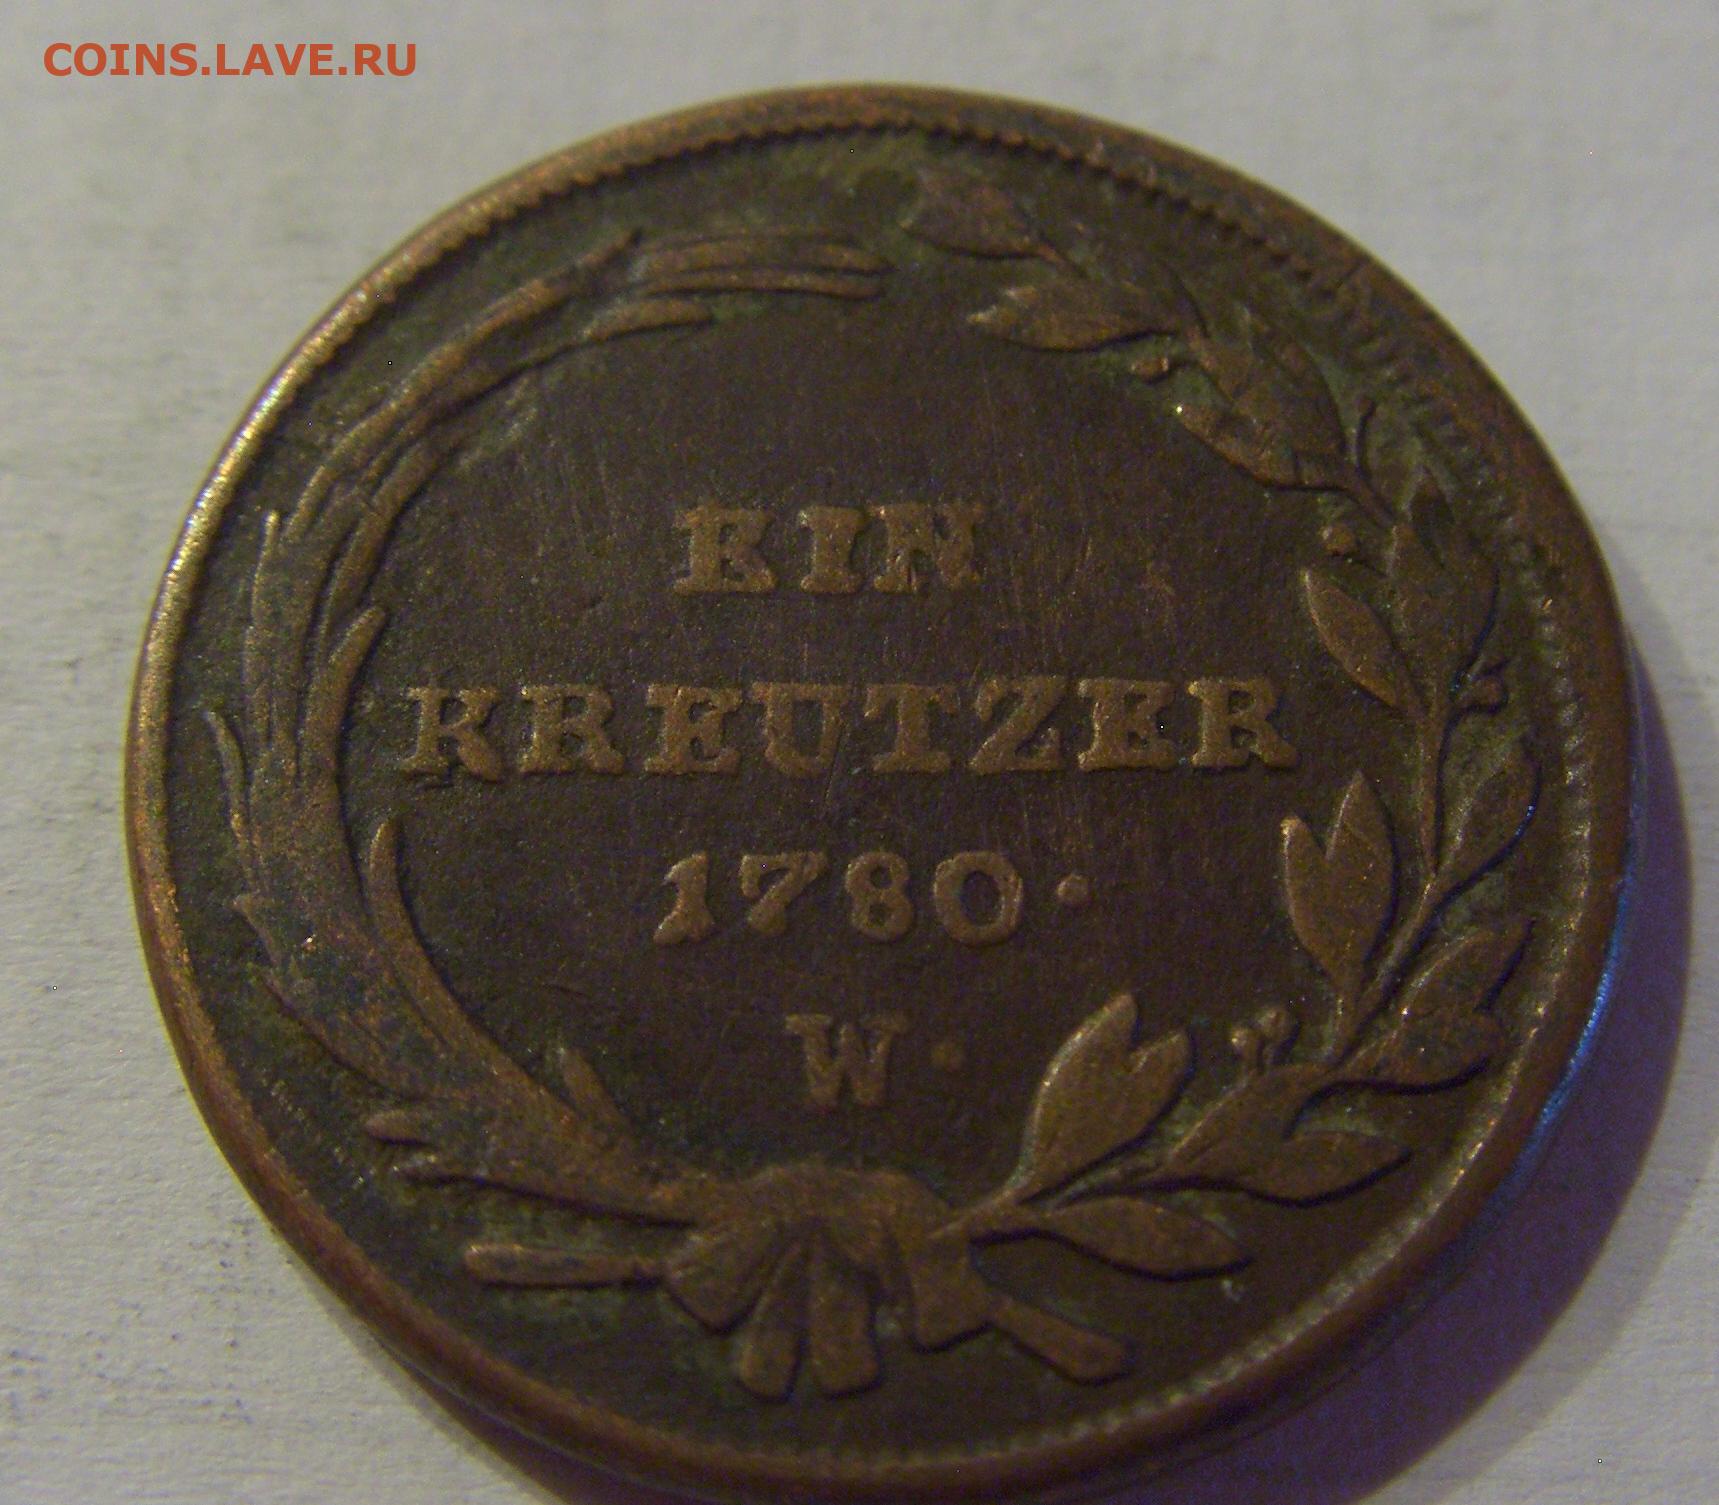 COINS.LAVE.RU
EIN
KREUTZER
1780·
W·